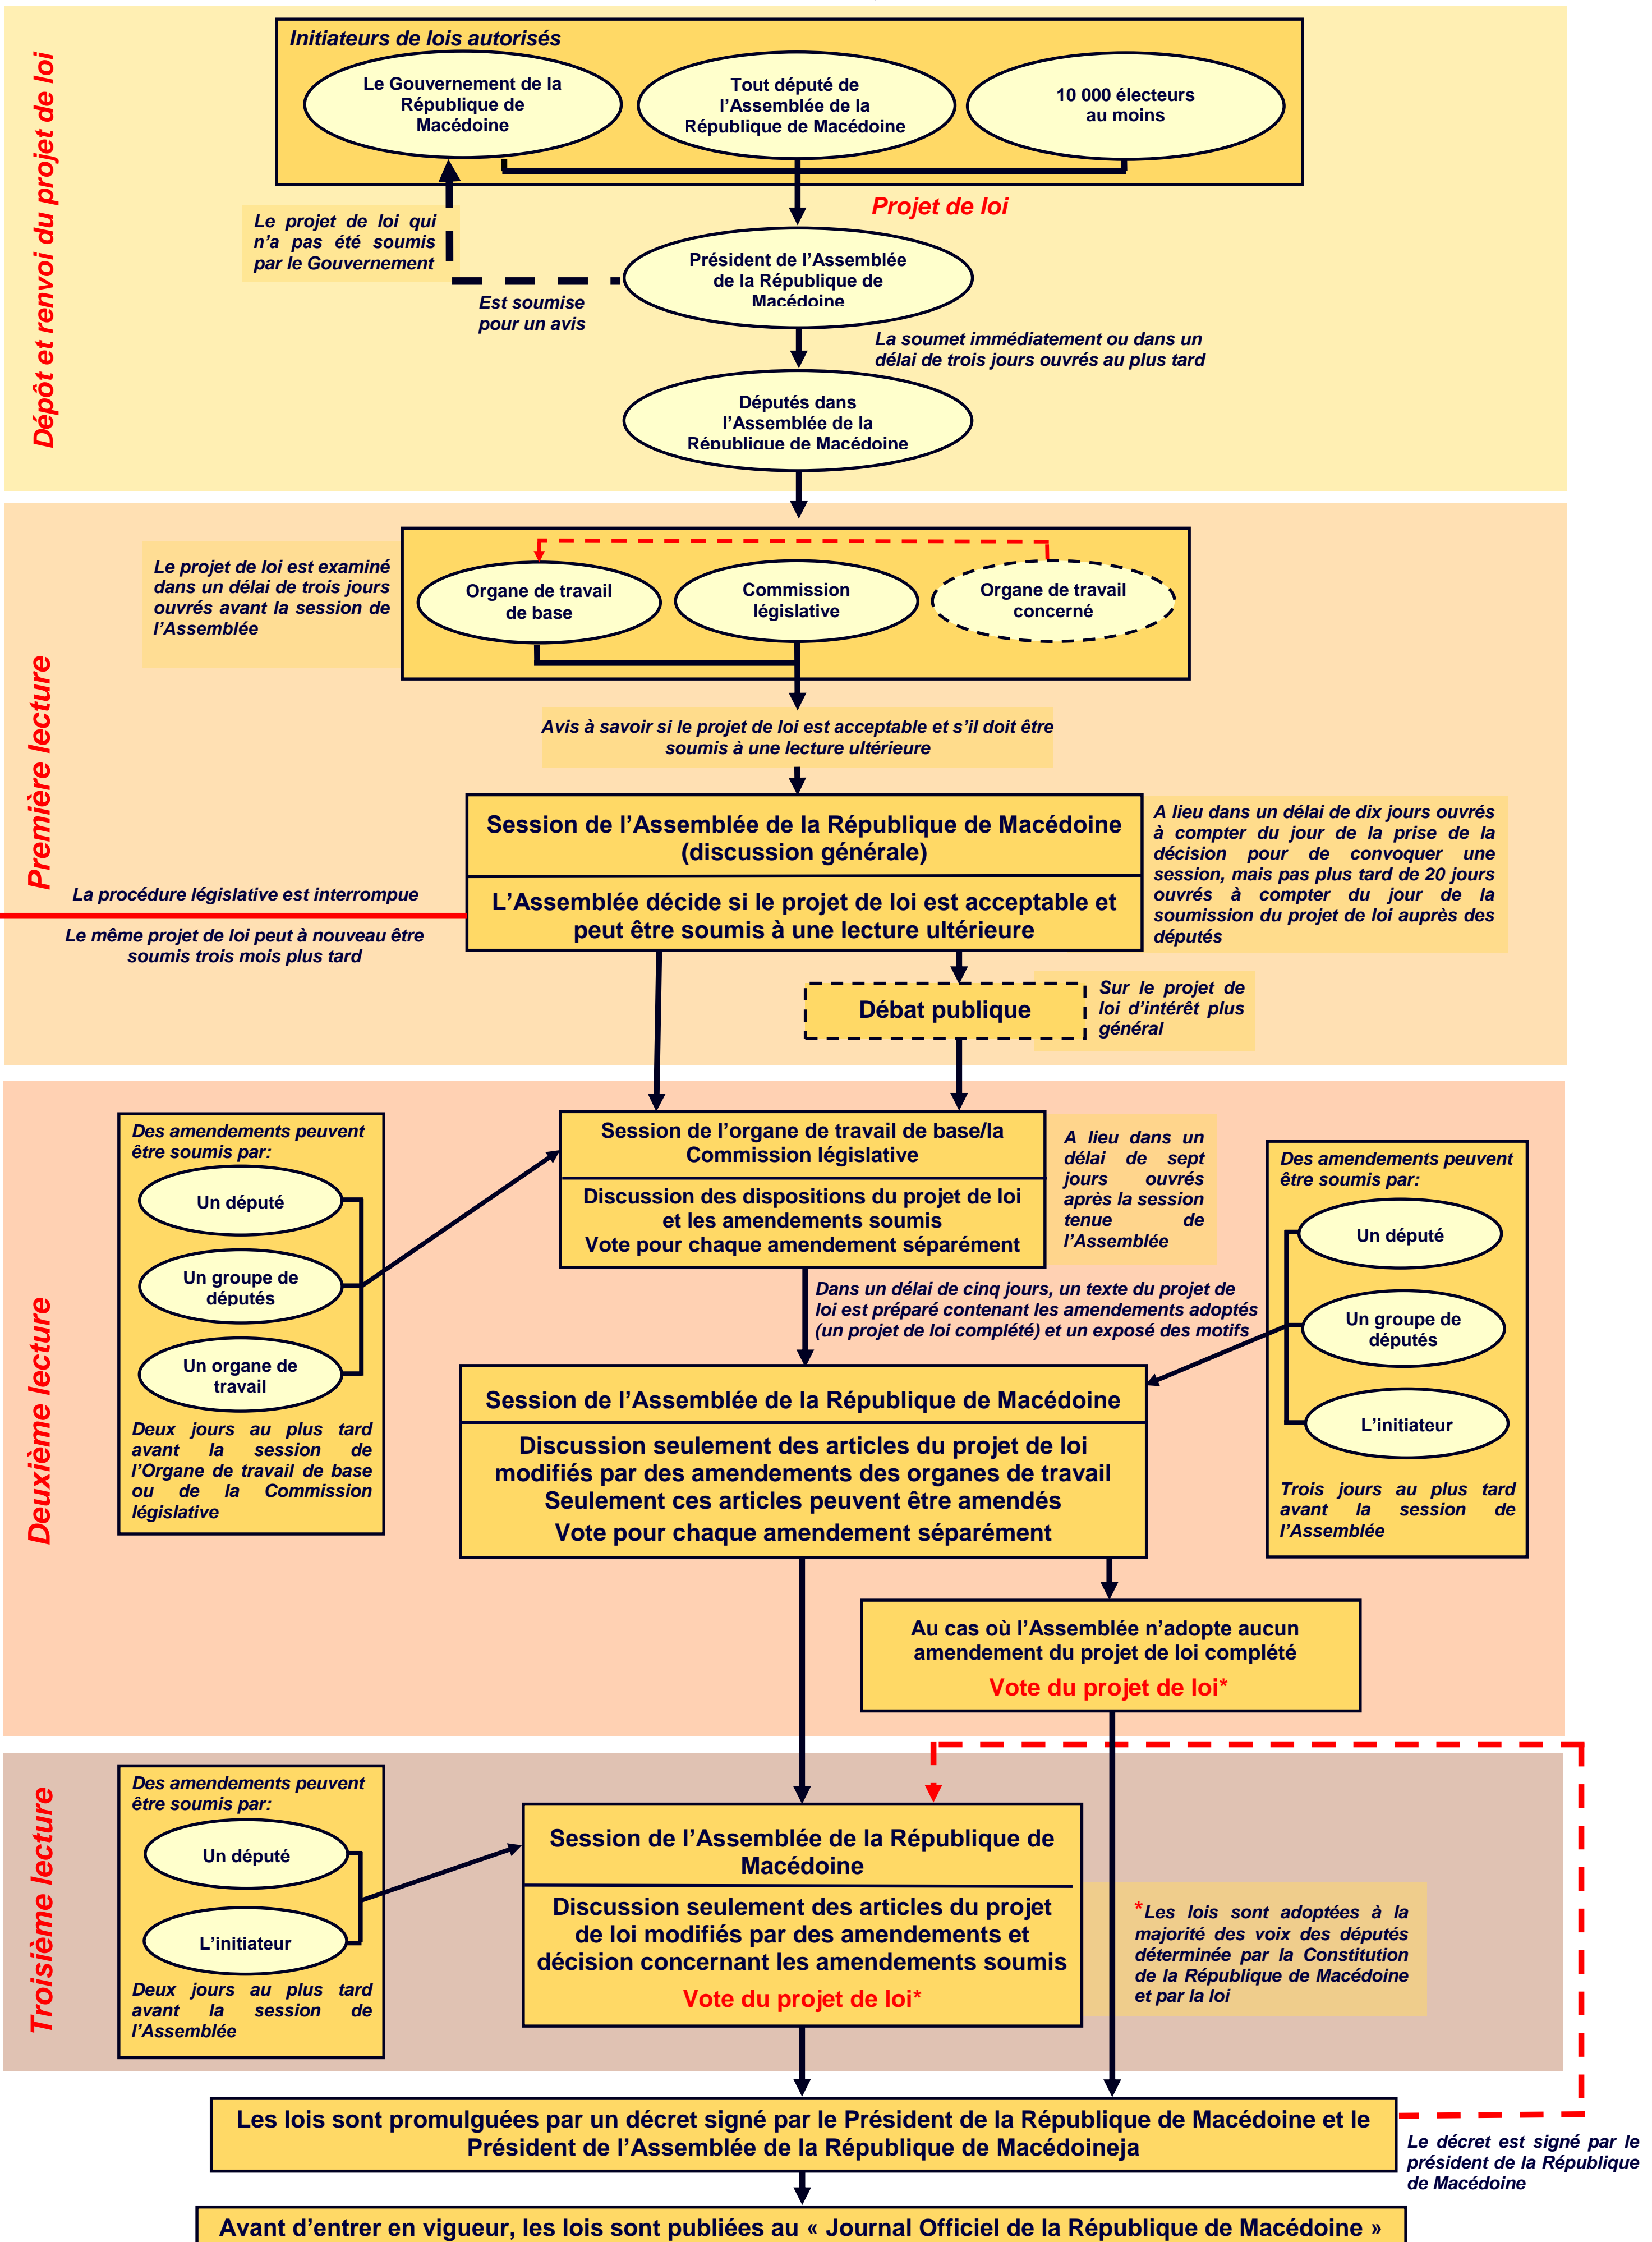 Dépôt et renvoi du projet de loi
Initiateurs de lois autorisés
Le Gouvernement de la
République de
Macédoine
Tout député de
l’Assemblée de la
République de Macédoine
10 000 électeurs
au moins
Projet de loi
Le projet de loi qui
n’a pas été soumis
par le Gouvernement
Est soumise
pour un avis
Président de l’Assemblée
de la République de
Macédoine
La soumet immédiatement ou dans un
délai de trois jours ouvrés au plus tard
Députés dans
l’Assemblée de la
République de Macédoine
Première lecture
Le projet de loi est examiné
dans un délai de trois jours
ouvrés avant la session de
l’Assemblée
Organe de travail
de base
Commission
législative
Organe de travail
concerné
Avis à savoir si le projet de loi est acceptable et s’il doit être
soumis à une lecture ultérieure
Session de l’Assemblée de la République de Macédoine
(discussion générale)
L’Assemblée décide si le projet de loi est acceptable et
peut être soumis à une lecture ultérieure
A lieu dans un délai de dix jours ouvrés
à compter du jour de la prise de la
décision pour de convoquer une
session, mais pas plus tard de 20 jours
ouvrés à compter du jour de la
soumission du projet de loi auprès des
députés
La procédure législative est interrompue
Le même projet de loi peut à nouveau être
soumis trois mois plus tard
Débat publique
Sur le projet de
loi d’intérêt plus
général
Deuxième lecture
Des amendements peuvent
être soumis par:
Un député
Un groupe de
députés
Un organe de
travail
Deux jours au plus tard
avant la session de
l’Organe de travail de base
ou de la Commission
législative
Session de l’organe de travail de base/la
Commission législative
Discussion des dispositions du projet de loi
et les amendements soumis
Vote pour chaque amendement séparément
A lieu dans un
délai de sept
jours ouvrés
après la session
tenue de
l’Assemblée
Des amendements peuvent
être soumis par:
Un député
Un groupe de
députés
L’initiateur
Trois jours au plus tard
avant la session de
l’Assemblée
Dans un délai de cinq jours, un texte du projet de
loi est préparé contenant les amendements adoptés
(un projet de loi complété) et un exposé des motifs
Session de l’Assemblée de la République de Macédoine
Discussion seulement des articles du projet de loi
modifiés par des amendements des organes de travail
Seulement ces articles peuvent être amendés
Vote pour chaque amendement séparément
Au cas où l’Assemblée n’adopte aucun
amendement du projet de loi complété
Vote du projet de loi*
Troisième lecture
Des amendements peuvent
être soumis par:
Un député
L’initiateur
Deux jours au plus tard
avant la session de
l’Assemblée
Session de l’Assemblée de la République de
Macédoine
Discussion seulement des articles du projet
de loi modifiés par des amendements et
décision concernant les amendements soumis
Vote du projet de loi*
*Les lois sont adoptées à la
majorité des voix des députés
déterminée par la Constitution
de la République de Macédoine
et par la loi
Les lois sont promulguées par un décret signé par le Président de la République de Macédoine et le
Président de l’Assemblée de la République de Macédoineja
Le décret est signé par le
président de la République
de Macédoine
Avant d’entrer en vigueur, les lois sont publiées au « Journal Officiel de la République de Macédoine »